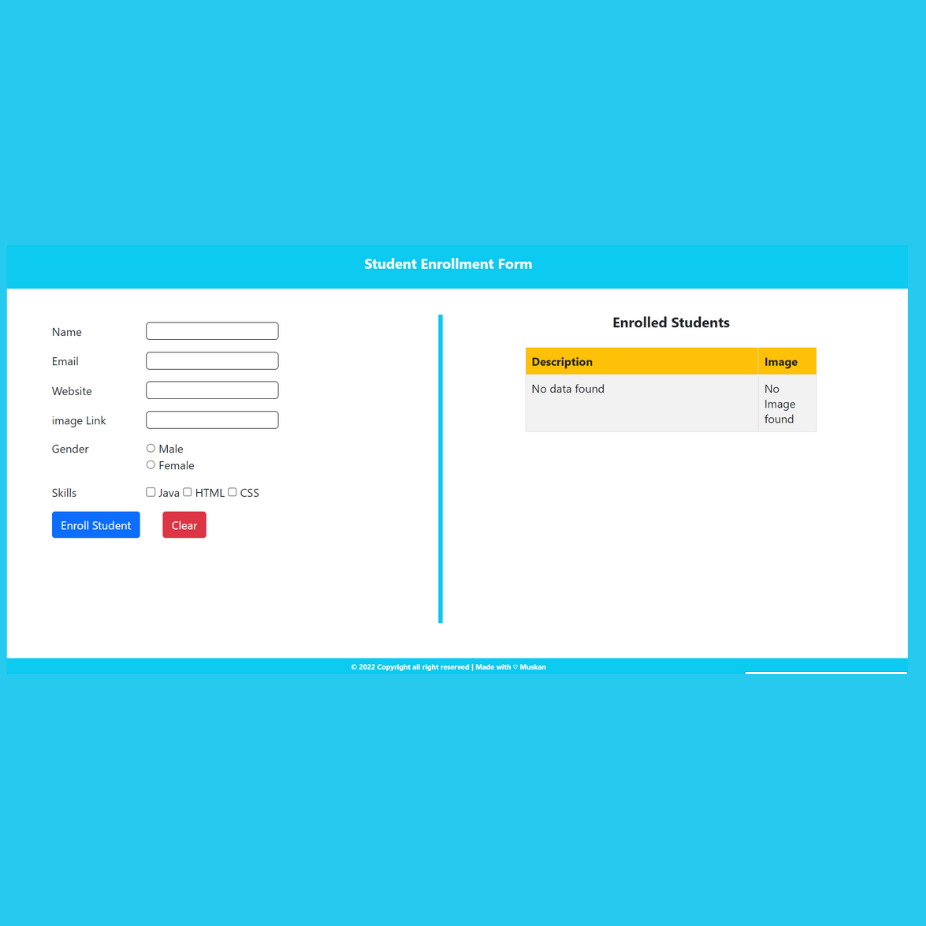 Student Enrollment Form
Name
Email
Website
image Link
Gender
Male
Female
Skills
Java HTML CSS
Enroll Student Clear
Enrolled Students
Description Image
No data found
No
Image
found
© 2022 Copyright all right reserved | Made with ♡ Muskan